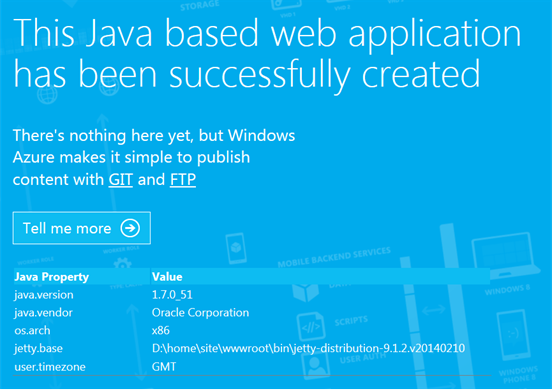 STORAGE
This Java based web application
has been successfully created
There's nothing here yet, but Windows
Azure makes it simple to publish
content with GIT and FTP
Tell me more
MOBILE BACKEND SERVICES
Java Property Value
java.version 1.7.0_51
java.vendor Oracle Corporation
os.arch x86
jetty.base D:\home\site\wwwroot\bin\jetty-distribution-9.1.2.v20140210
user.timezone GMT
WINDOWS 8
SCRIPTS
USER AUTH
WINDOWS
PHONE 8